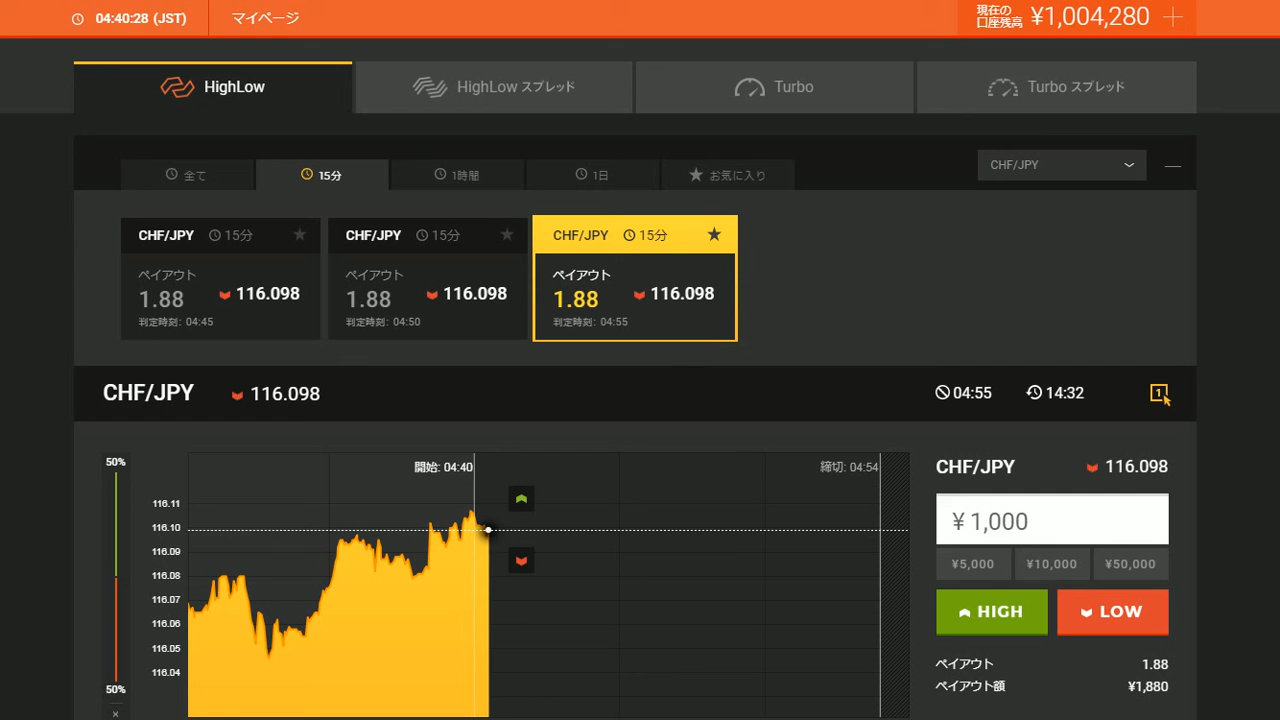 04:40:28 (JST) マイページ 現在の口座残高 ¥1,004,280
HighLow HighLow スプレッド Turbo Turbo スプレッド
全て 15分 1時間 1日 お気に入り CHF/JPY
CHF/JPY 15分 CHF/JPY 15分 CHF/JPY 15分
ペイアウト ペイアウト ペイアウト
1.88 116.098 1.88 116.098 1.88 116.098
判定時刻: 04:45 判定時刻: 04:50 判定時刻: 04:55
CHF/JPY 116.098 04:55 14:32 1
50% 開始: 04:40 締切: 04:54 CHF/JPY 116.098
116.11
116.10
116.09
116.08
116.07
116.06
116.05
116.04
50%
¥ 1,000
¥5,000 ¥10,000 ¥50,000
HIGH LOW
ペイアウト 1.88
ペイアウト額 ¥1,880